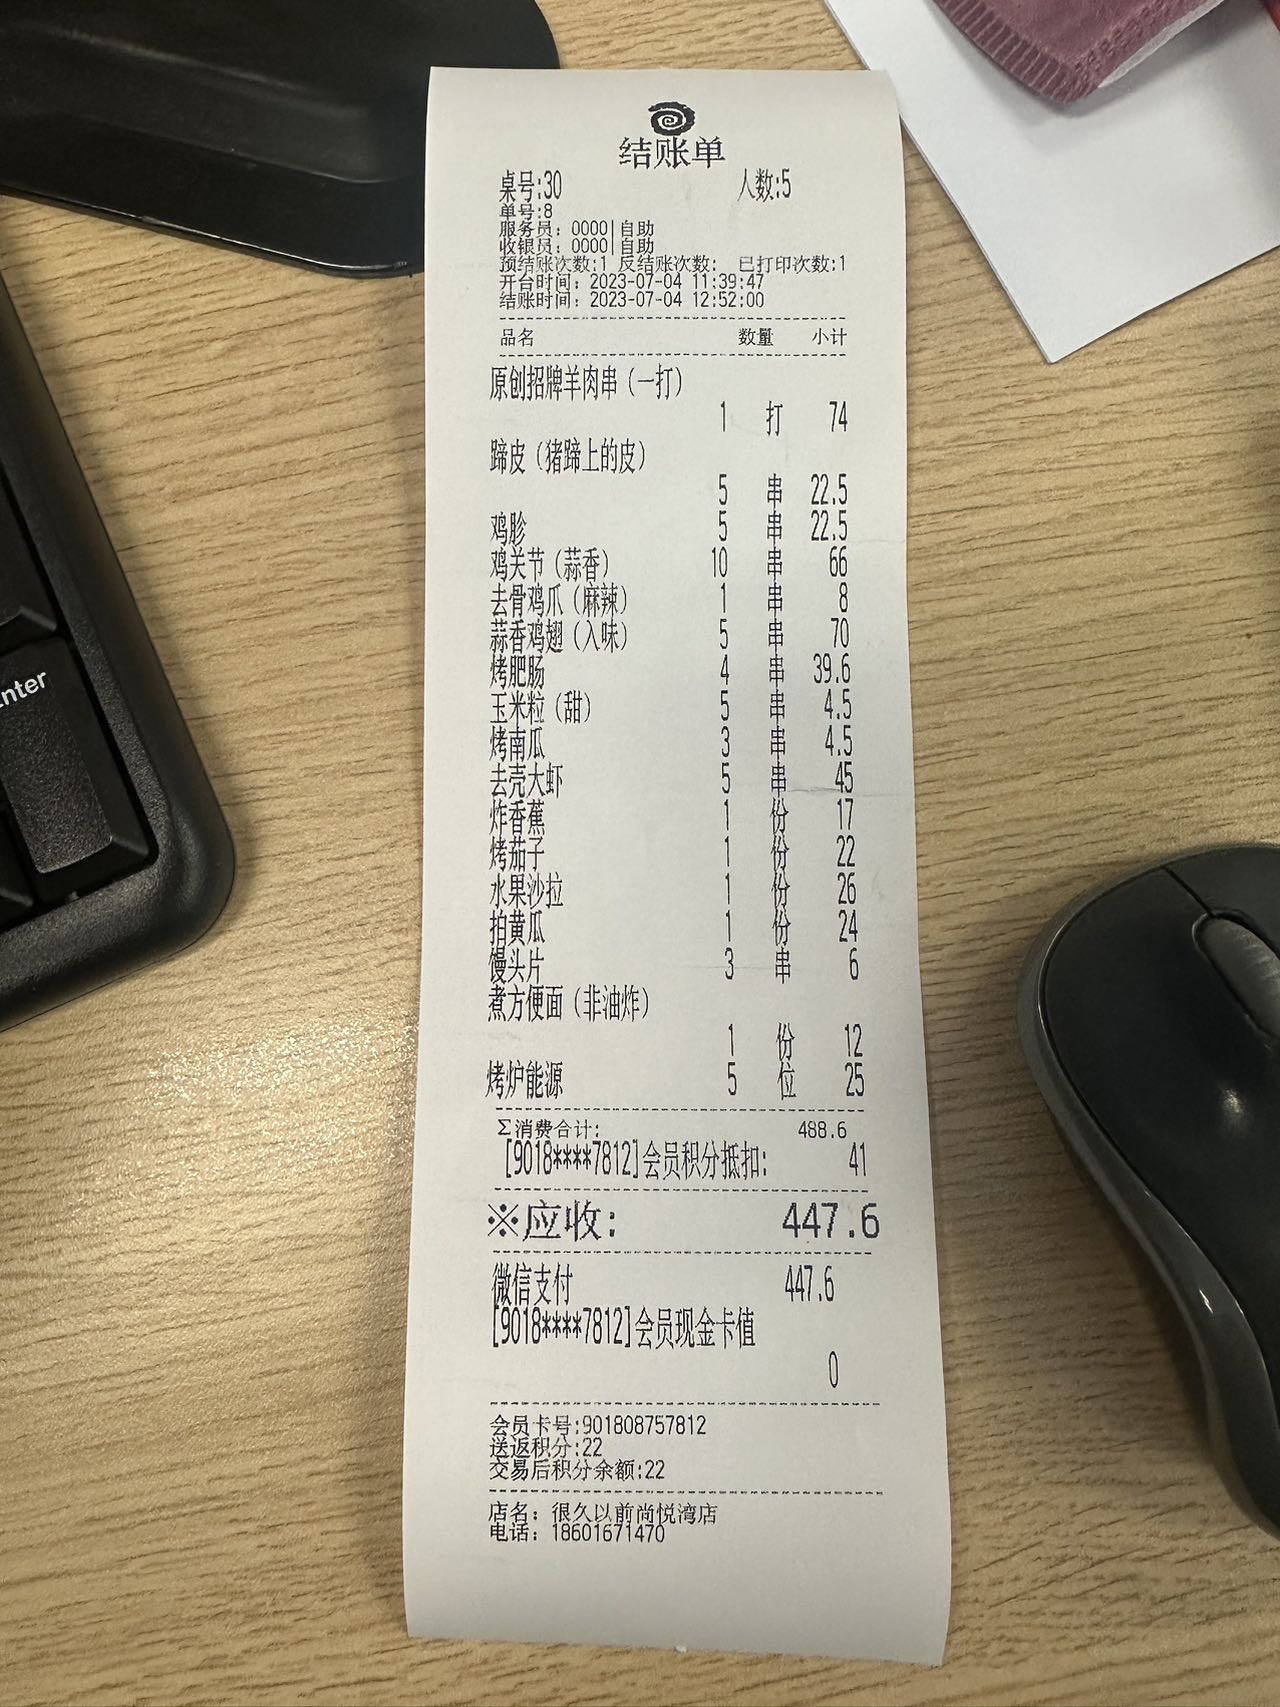 结账单
桌号:30 人数:5
单号:8
服务员: 0000|自助
收银员: 0000|自助
预结账次数:1 反结账次数: 已打印次数:1
开台时间: 2023-07-04 11:39:47
结账时间: 2023-07-04 12:52:00
品名 数量 小计
原创招牌羊肉串(一打)
1 打 74
蹄皮(猪蹄上的皮)
5 串 22.5
鸡胗 5 串 22.5
鸡关节(蒜香) 10 串 66
去骨鸡爪(麻辣) 1 串 8
蒜香鸡翅(入味) 5 串 70
烤肥肠 4 串 39.6
玉米粒(甜) 5 串 4.5
烤南瓜 3 串 4.5
去壳大虾 5 串 45
炸香蕉 1 份 17
烤茄子 1 份 22
水果沙拉 1 份 26
拍黄瓜 1 份 24
馒头片 3 串 6
煮方便面(非油炸)
1 份 12
烤炉能源 5 位 25
Σ消费合计: 488.6
[9018****7812]会员积分抵扣: 41
※应收: 447.6
微信支付 447.6
[9018****7812]会员现金卡值
0
会员卡号:901808757812
送返积分:22
交易后积分余额:22
店名: 很久以前尚悦湾店
电话: 18601671470
Enter